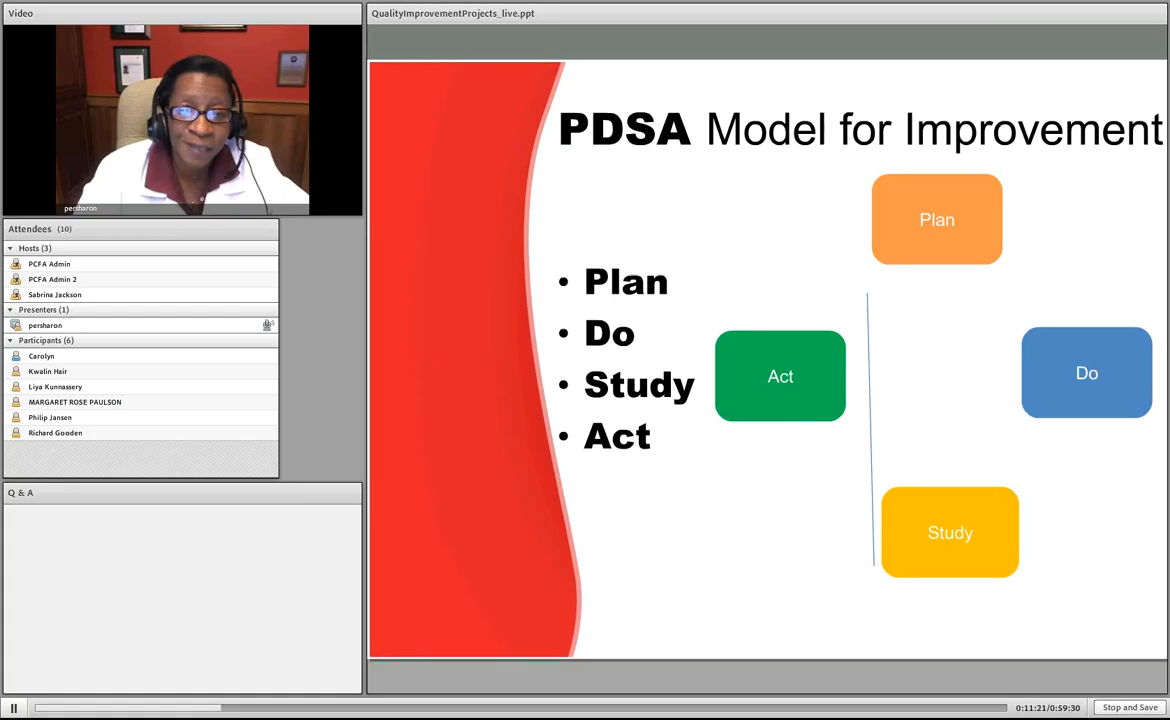 Video
persharon
Attendees (10)
Hosts (3)
PCFA Admin
PCFA Admin 2
Sabrina Jackson
Presenters (1)
persharon
Participants (6)
Carolyn
Kwalin Hair
Liya Kunnassery
MARGARET ROSE PAULSON
Philip Jansen
Richard Gooden
Q & A
QualityImprovementProjects_live.ppt
PDSA Model for Improvement
• Plan
• Do
• Study
• Act
Plan
Do
Study
Act
0:11:21/0:59:30
Stop and Save